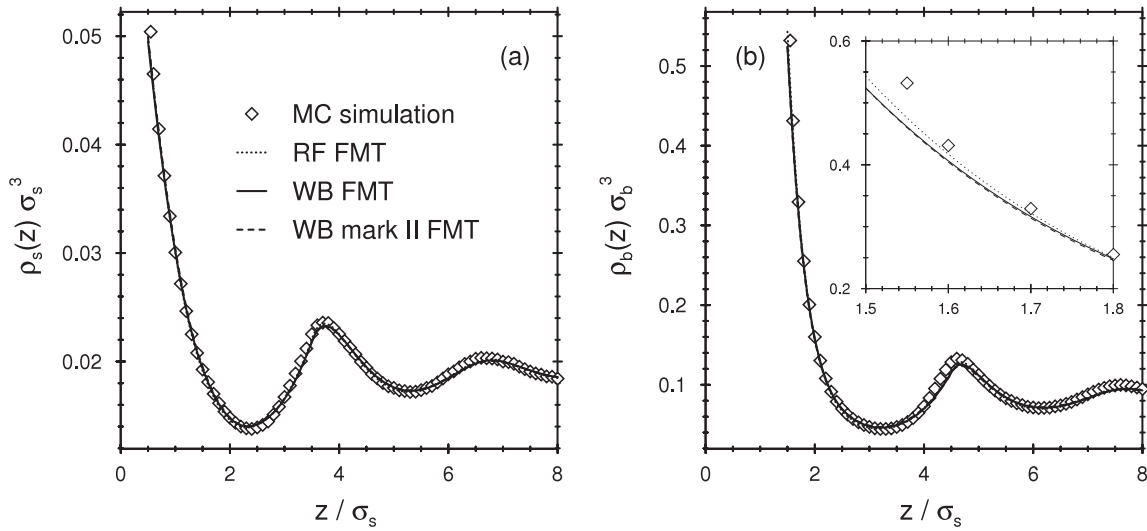 0.05
0.04
0.03
0.02
ρₛ(z) σₛ³
(a)
MC simulation
RF FMT
WB FMT
WB mark II FMT
0 2 4 6 8
z / σₛ
0.5
0.4
0.3
0.2
0.1
ρ_b(z) σ_b³
(b)
0.6
0.4
0.2
1.5 1.6 1.7 1.8
0 2 4 6 8
z / σₛ